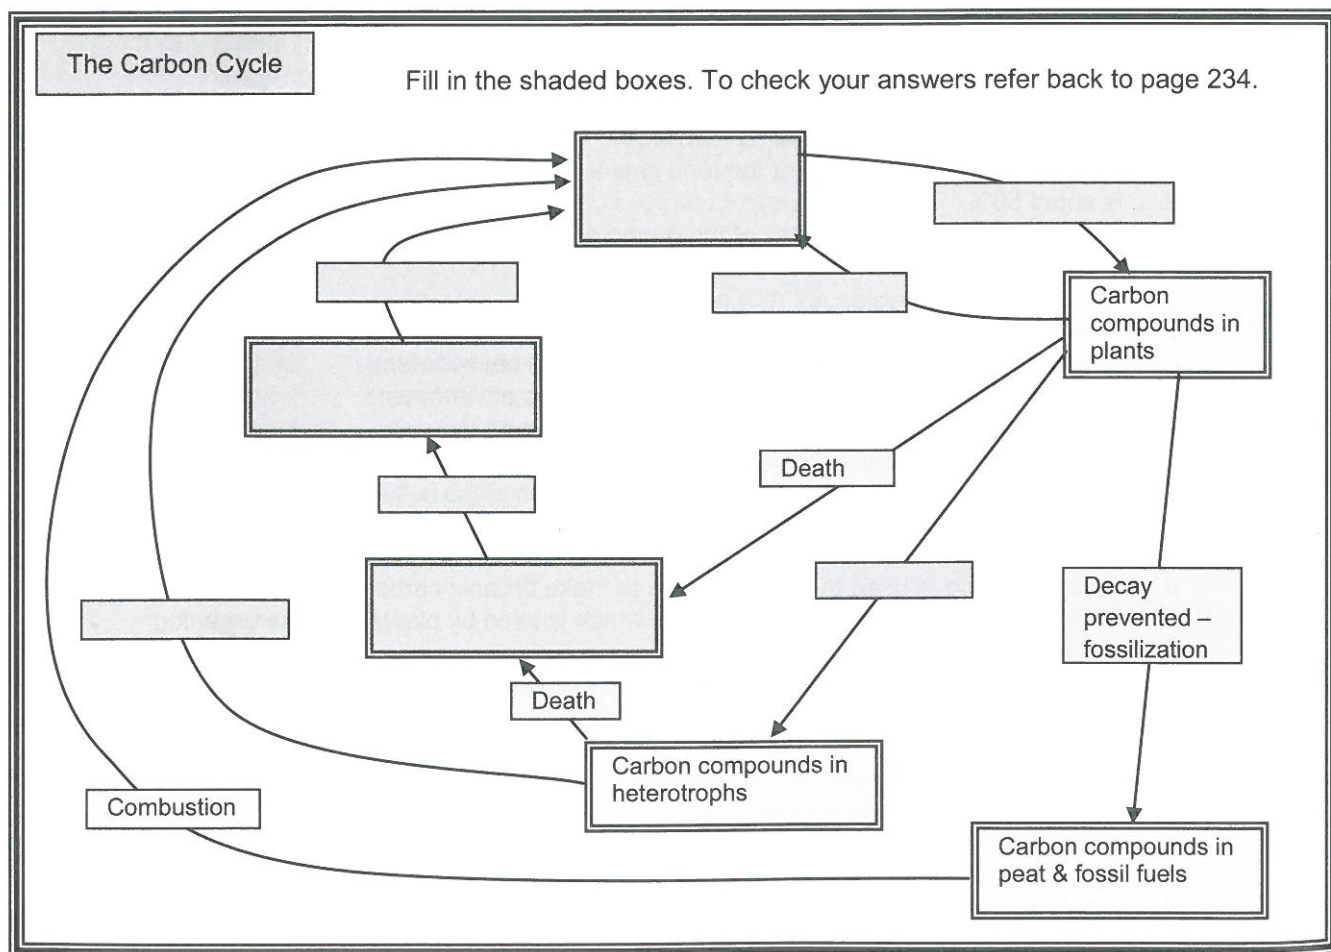 The Carbon Cycle
Fill in the shaded boxes. To check your answers refer back to page 234.
Carbon
compounds in
plants
Death
Decay
prevented –
fossilization
Death
Carbon compounds in
heterotrophs
Combustion
Carbon compounds in
peat & fossil fuels